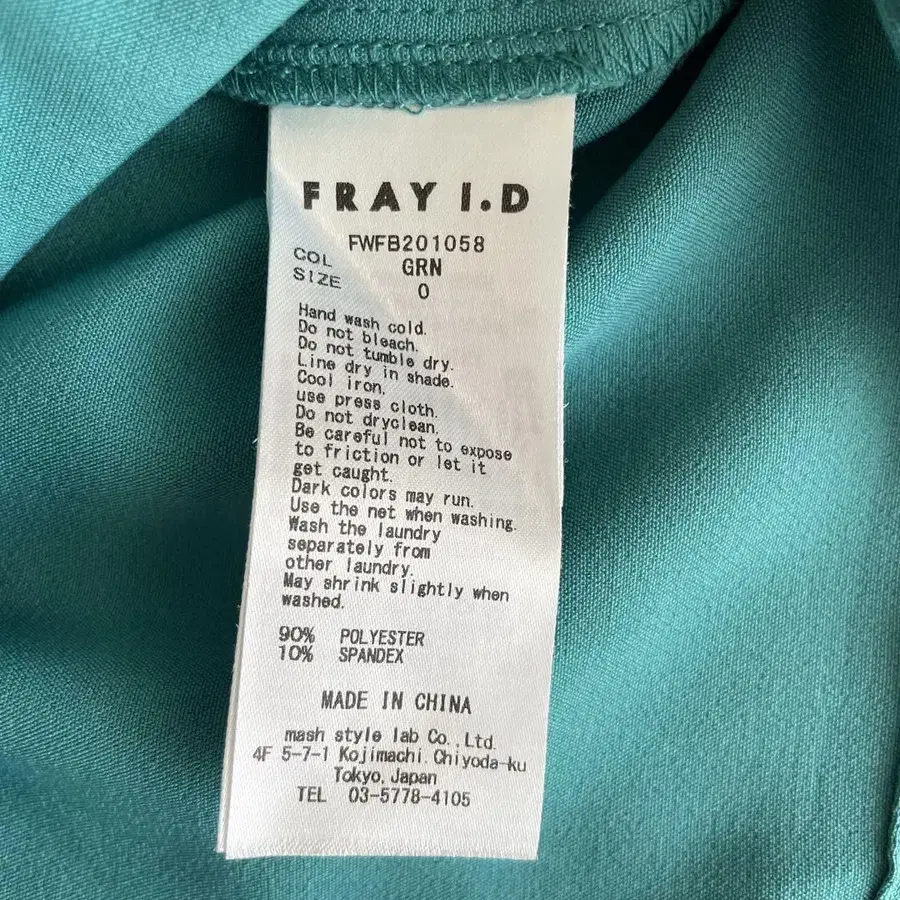 FRAY I.D
FWFB201058
COL GRN
SIZE 0
Hand wash cold.
Do not bleach.
Do not tumble dry.
Line dry in shade.
Cool iron.
use press cloth.
Do not dryclean.
Be careful not to expose
to friction or let it
get caught.
Dark colors may run.
Use the net when washing.
Wash the laundry
separately from
other laundry.
May shrink slightly when
washed.
90% POLYESTER
10% SPANDEX
MADE IN CHINA
mash style lab Co.,Ltd.
4F 5-7-1 Kojimachi.Chiyoda-ku
Tokyo,Japan
TEL 03-5778-4105